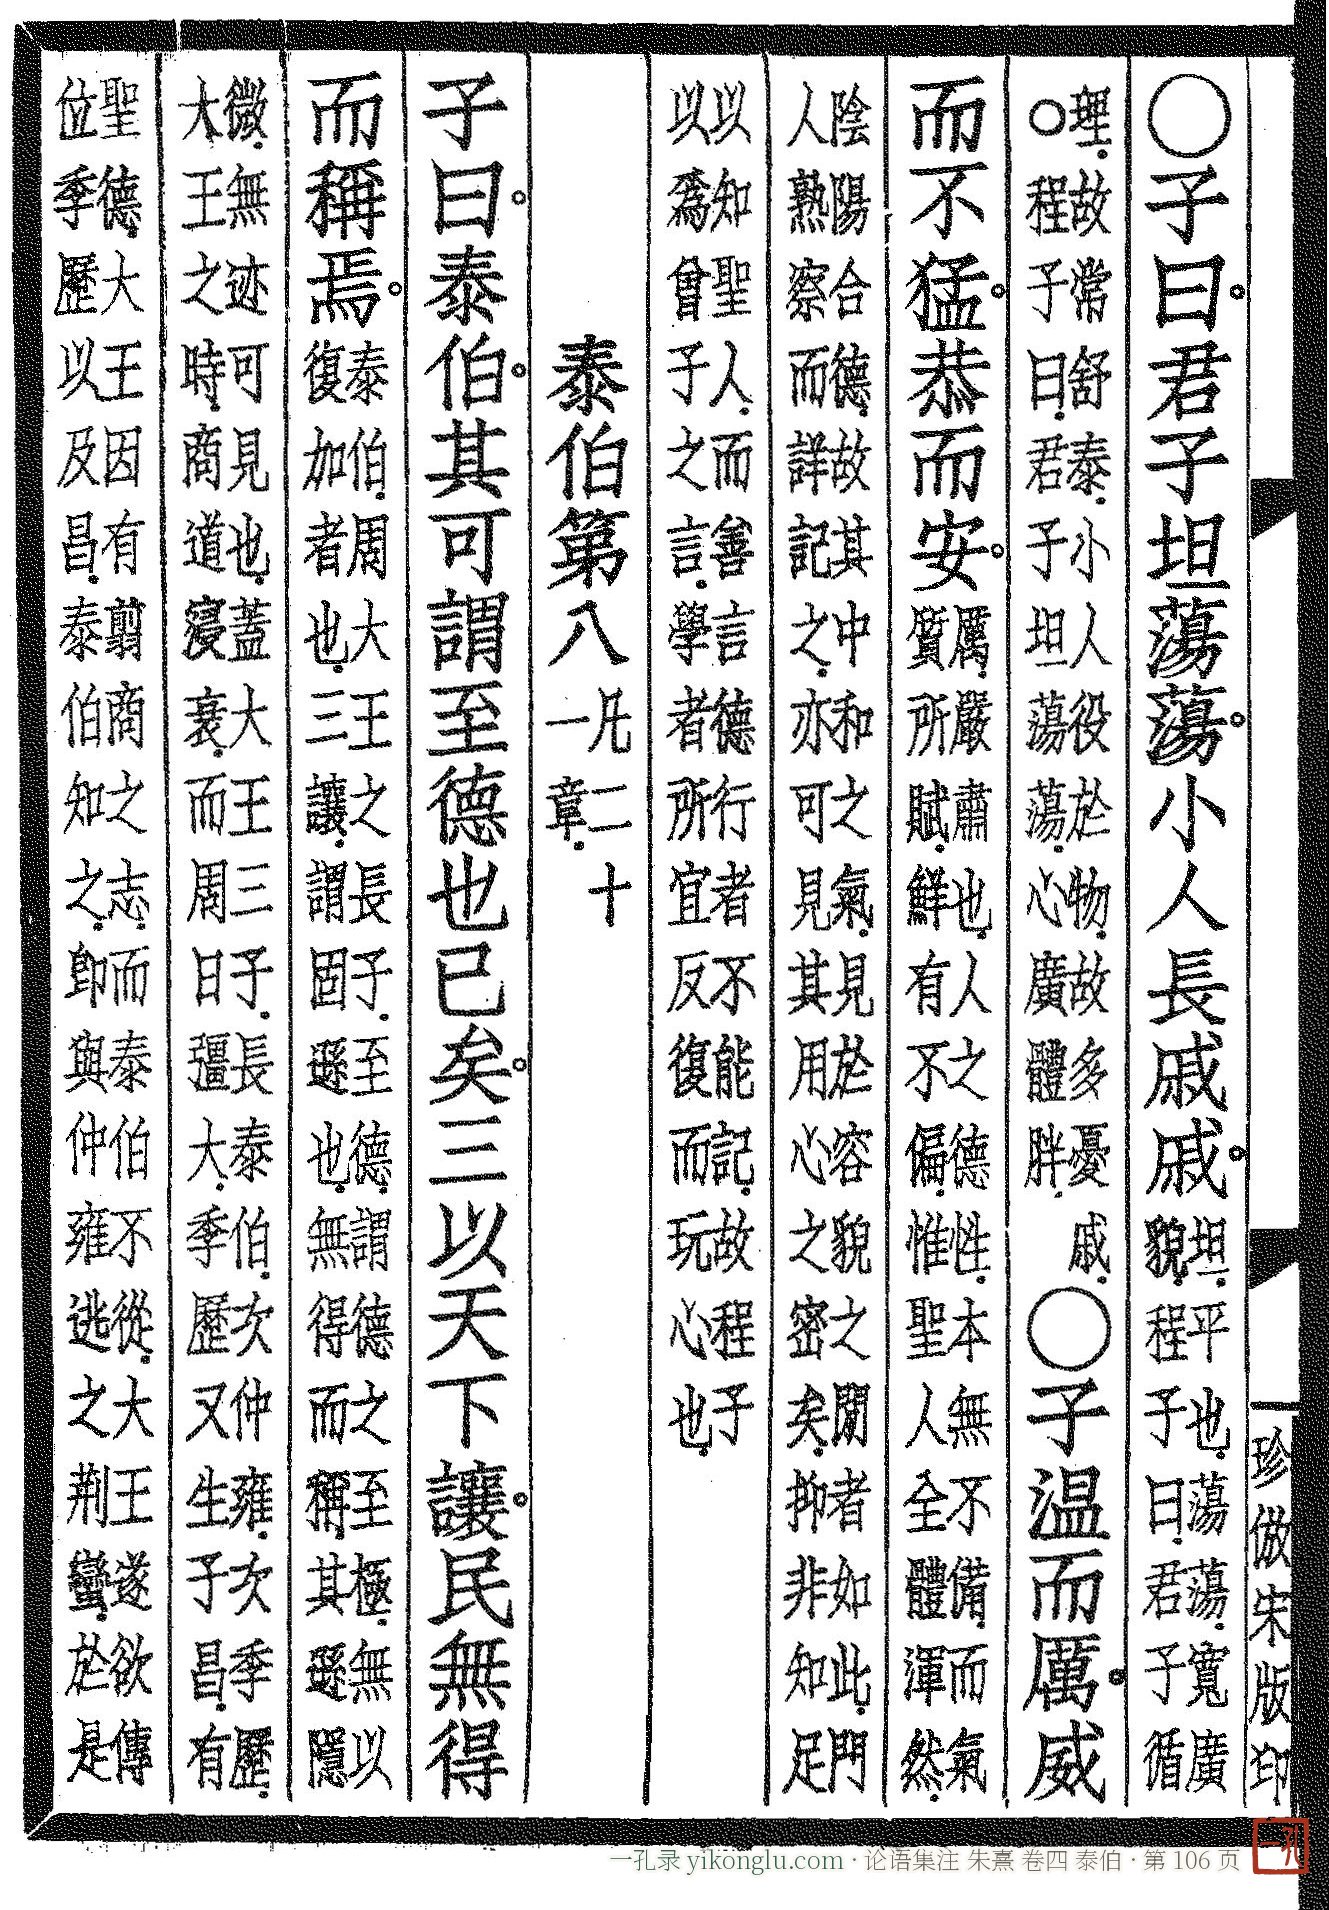 珍倣宋版印
○子曰。君子坦蕩蕩。小人長戚戚。坦平也蕩蕩寬廣
貌程子曰君子循
理故常舒泰小人役於物故多憂戚
○程子曰君子坦蕩蕩心廣體胖
○子温而厲。威
而不猛。恭而安。厲嚴肅也人之德性本無不備而氣
質所賦鮮有不偏惟聖人全體渾然
陰陽合德故其中和之氣見於容貌之閒者如此門
人熟察而詳記之亦可見其用心之密矣抑非知足
以知聖人而善言德行者不能記故程子
以爲曾子之言學者所宜反復而玩心也
泰伯第八 凡二十
一章
子曰。泰伯。其可謂至德也已矣。三以天下讓。民無得
而稱焉。泰伯周大王之長子至德謂德之至極無以
復加者也三讓謂固遜也無得而稱其遜隱
微無迹可見也蓋大王三子長泰伯次仲雍次季歷
大王之時商道寖衰而周日彊大季歷又生子昌有
聖德大王因有翦商之志而泰伯不從大王遂欲傳
位季歷以及昌泰伯知之卽與仲雍逃之荆蠻於是
一孔录 yikonglu.com · 论语集注 朱熹 卷四 泰伯 · 第 106 页
一孔